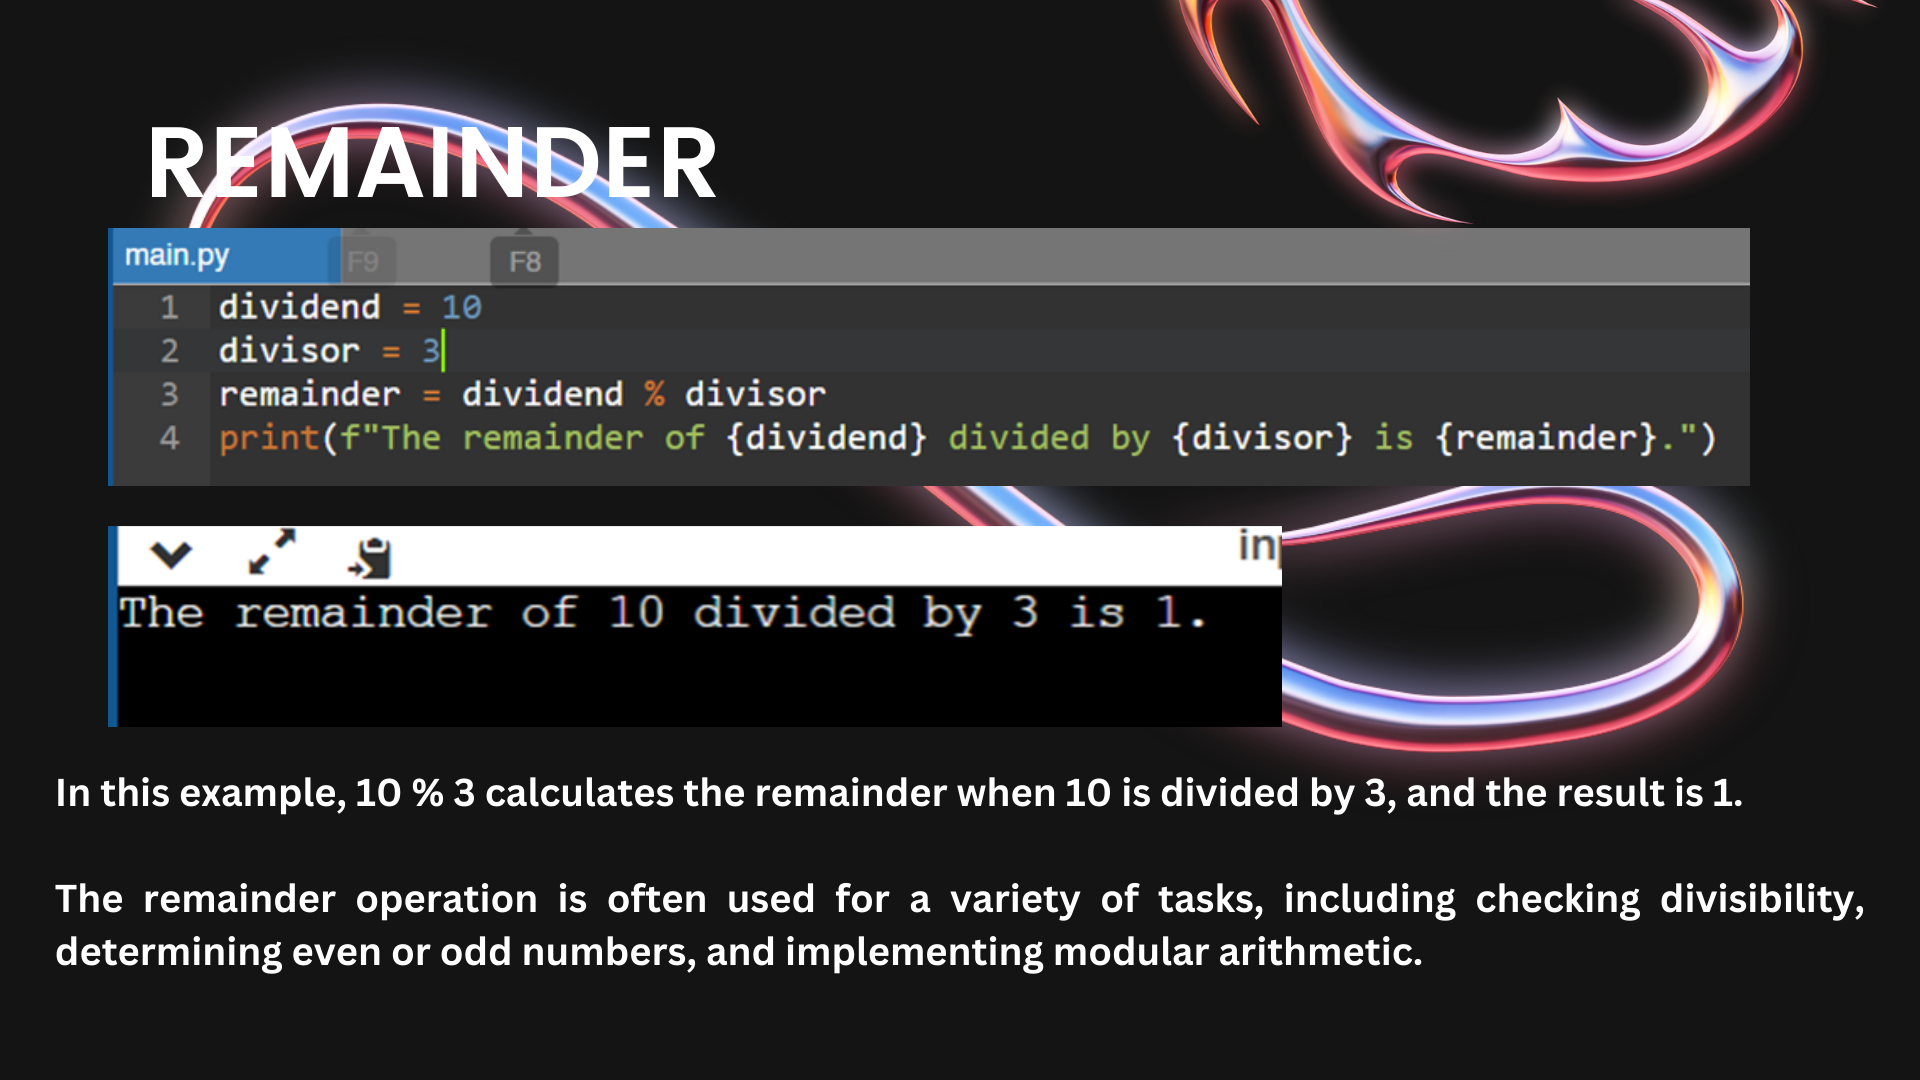 REMAINDER
main.py
F9
F8
1 dividend = 10
2 divisor = 3
3 remainder = dividend % divisor
4 print(f"The remainder of {dividend} divided by {divisor} is {remainder}.")
The remainder of 10 divided by 3 is 1.
In this example, 10 % 3 calculates the remainder when 10 is divided by 3, and the result is 1.
The remainder operation is often used for a variety of tasks, including checking divisibility,
determining even or odd numbers, and implementing modular arithmetic.